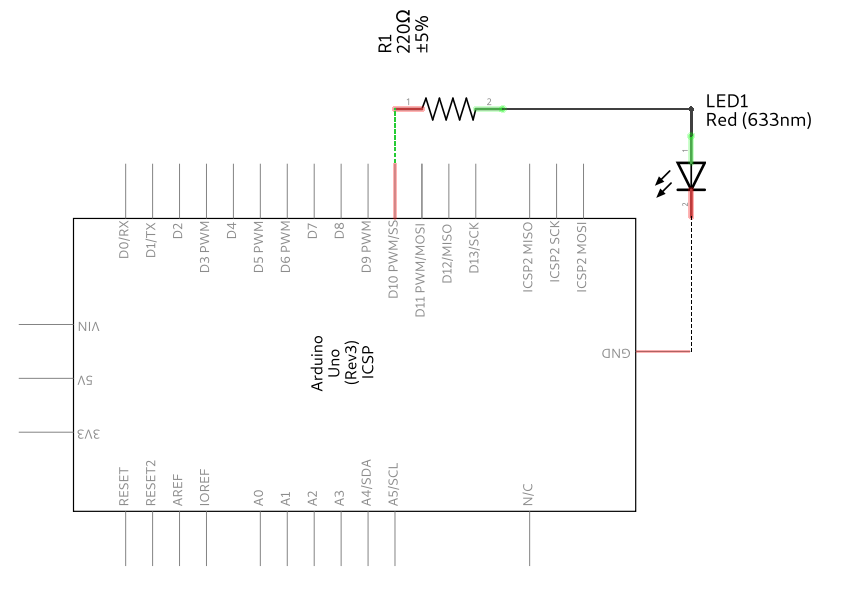 R1
220Ω
±5%
1
2
LED1
Red (633nm)
1
2
D0/RX
D1/TX
D2
D3 PWM
D4
D5 PWM
D6 PWM
D7
D8
D9 PWM
D10 PWM/SS
D11 PWM/MOSI
D12/MISO
D13/SCK
ICSP2 MISO
ICSP2 SCK
ICSP2 MOSI
VIN
5V
3V3
Arduino
Uno
(Rev3)
ICSP
GND
RESET
RESET2
AREF
IOREF
A0
A1
A2
A3
A4/SDA
A5/SCL
N/C